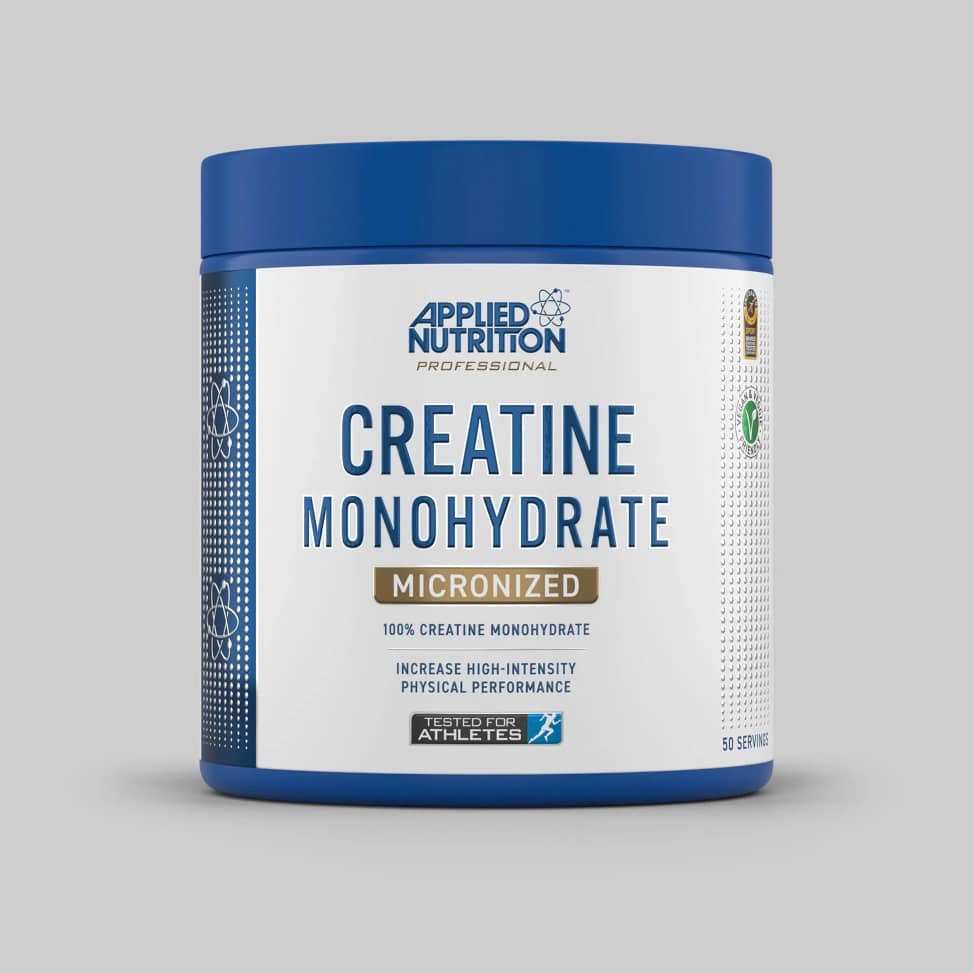 APPLIED
NUTRITION
PROFESSIONAL
CREATINE
MONOHYDRATE
MICRONIZED
100% CREATINE MONOHYDRATE
INCREASE HIGH-INTENSITY
PHYSICAL PERFORMANCE
TESTED FOR
ATHLETES
50 SERVINGS